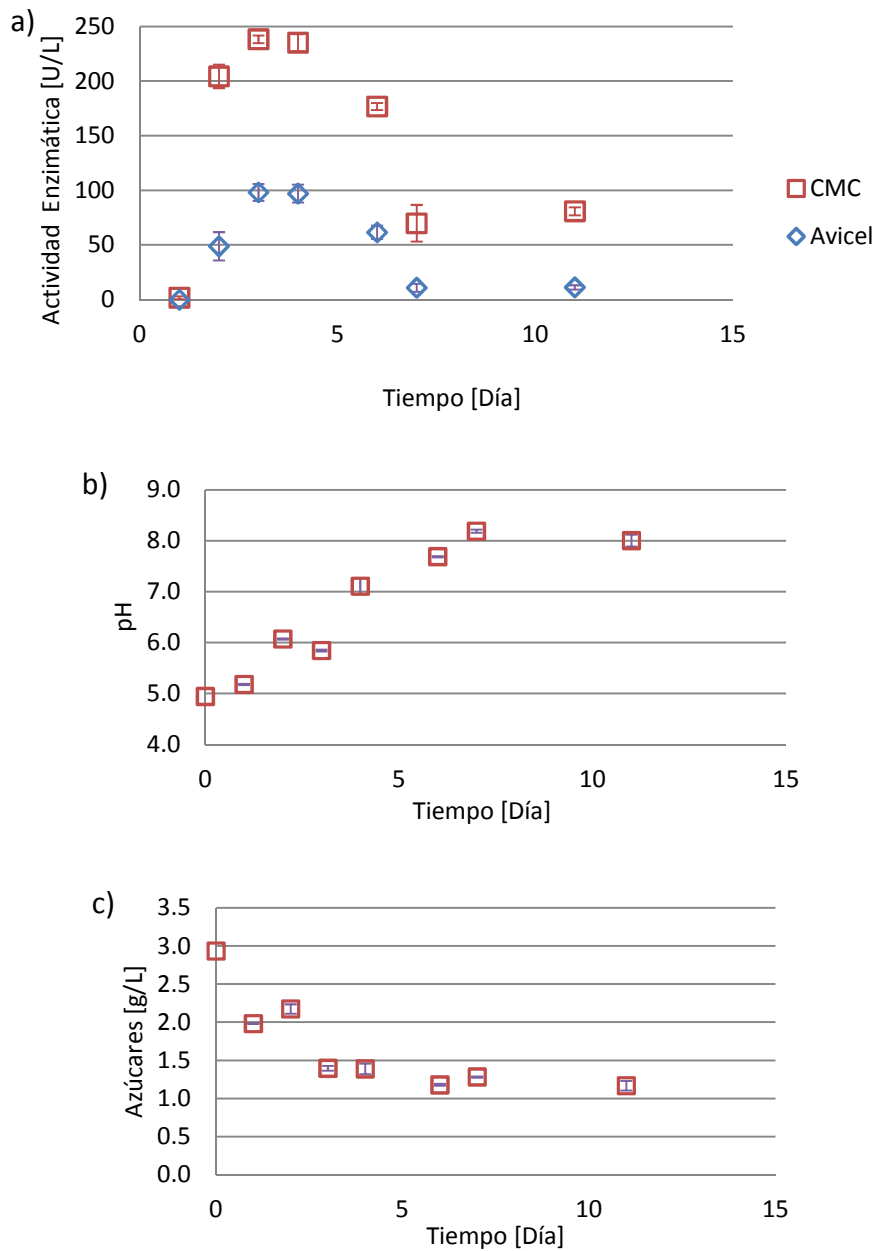 a)
Actividad Enzimática [U/L]
250
200
150
100
50
0
0 5 10 15
Tiempo [Día]
CMC
Avicel
b)
pH
9.0
8.0
7.0
6.0
5.0
4.0
0 5 10 15
Tiempo [Día]
c)
Azúcares [g/L]
3.5
3.0
2.5
2.0
1.5
1.0
0.5
0.0
0 5 10 15
Tiempo [Día]